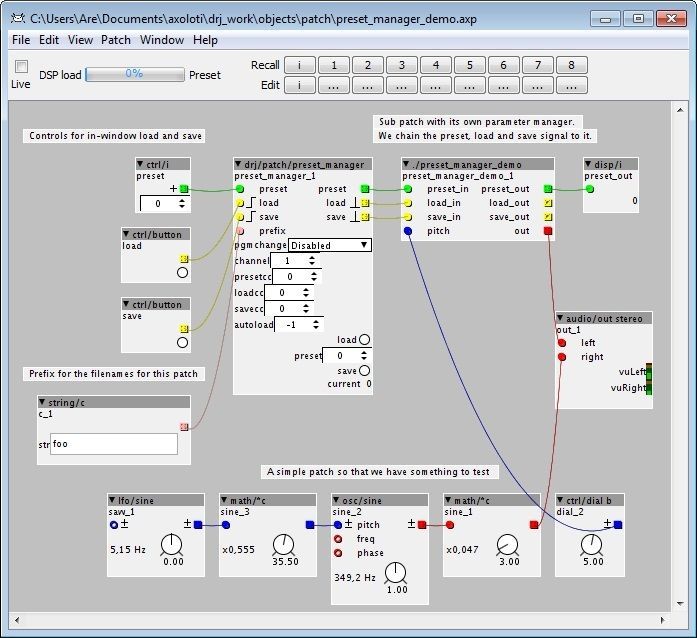 C:\Users\Are\Documents\axoloti\drj_work\objects\patch\preset_manager_demo.axp
File Edit View Patch Window Help
Live
DSP load 0% Preset
Recall i 1 2 3 4 5 6 7 8
Edit i ... ... ... ... ... ... ... ...
Controls for in-window load and save
Sub patch with its own parameter manager.
We chain the preset, load and save signal to it.
ctrl/i
preset
+
0
ctrl/button
load
ctrl/button
save
Prefix for the filenames for this patch
string/c
c_1
str foo
drj/patch/preset_manager
preset_manager_1
preset preset
load load
save save
prefix
pgmchange Disabled
channel 1
presetcc 0
loadcc 0
savecc 0
autoload -1
load
preset 0
save
current 0
./preset_manager_demo
preset_manager_demo_1
preset_in preset_out
load_in load_out
save_in save_out
pitch out
disp/i
preset_out
0
audio/out stereo
out_1
left
right
vuLeft
vuRight
A simple patch so that we have something to test
lfo/sine
saw_1
± ±
5,15 Hz
0.00
math/*c
sine_3
x0,555
35.50
osc/sine
sine_2
± pitch ±
freq
phase
349,2 Hz
1.00
math/*c
sine_1
x0,047
3.00
ctrl/dial b
dial_2
±
5.00